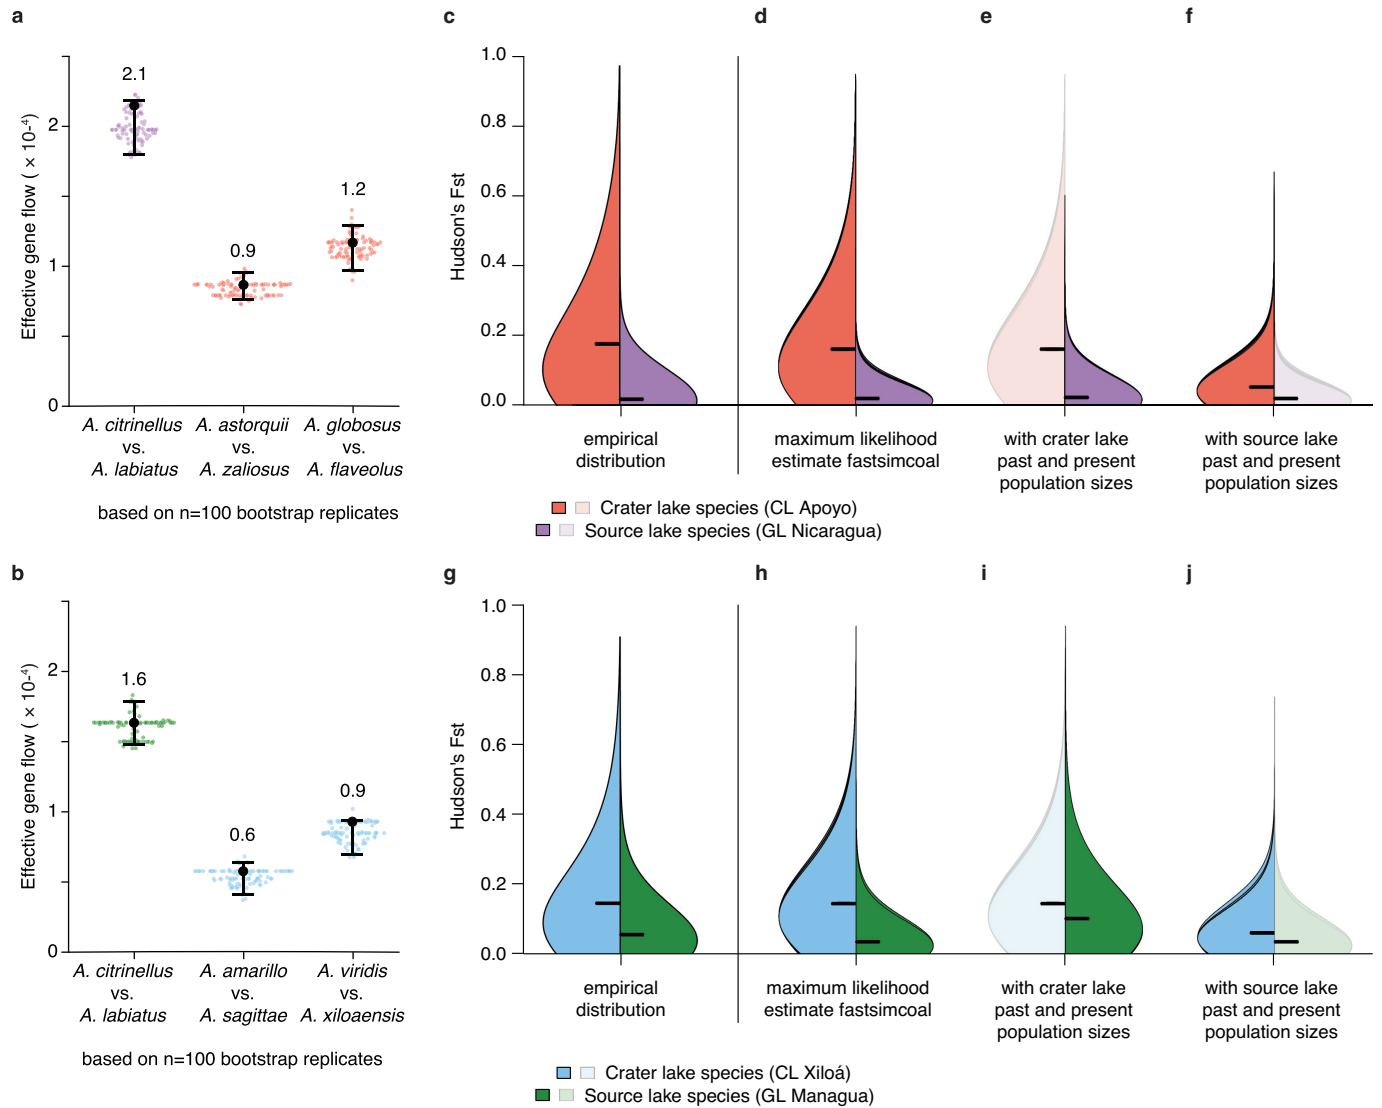 a
c
d
e
f
Effective gene flow ( × 10-⁴)
2
1
0
2.1
0.9
1.2
A. citrinellus
vs.
A. labiatus
A. astorquii
vs.
A. zaliosus
A. globosus
vs.
A. flaveolus
based on n=100 bootstrap replicates
Hudson's Fst
1.0
0.8
0.6
0.4
0.2
0.0
empirical
distribution
maximum likelihood
estimate fastsimcoal
with crater lake
past and present
population sizes
with source lake
past and present
population sizes
Crater lake species (CL Apoyo)
Source lake species (GL Nicaragua)
b
g
h
i
j
Effective gene flow ( × 10-⁴)
2
1
0
1.6
0.6
0.9
A. citrinellus
vs.
A. labiatus
A. amarillo
vs.
A. sagittae
A. viridis
vs.
A. xiloaensis
based on n=100 bootstrap replicates
Hudson's Fst
1.0
0.8
0.6
0.4
0.2
0.0
empirical
distribution
maximum likelihood
estimate fastsimcoal
with crater lake
past and present
population sizes
with source lake
past and present
population sizes
Crater lake species (CL Xiloá)
Source lake species (GL Managua)